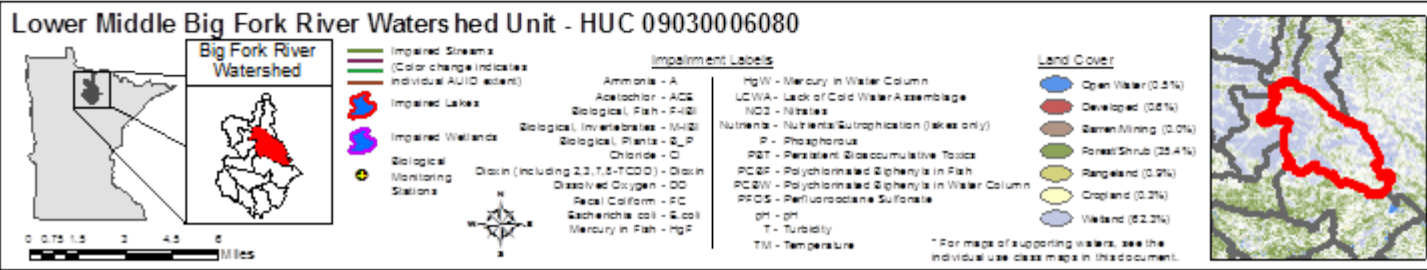 Lower Middle Big Fork River Watershed Unit - HUC 09030006080
Big Fork River
Watershed
Impaired Streams
(Color change indicates
individual AUID extent)
Impaired Lakes
Impaired Wetlands
Biological
Monitoring
Stations
0 0.75 1.5 3 4.5 6
Miles
Impairment Labels
Ammonia - A
Acetochlor - ACE
Biological, Fish - F-IBI
Biological, Invertebrates - M-IBI
Biological, Plants - B_P
Chloride - Cl
Dioxin (including 2,3,7,8-TCDD) - Dioxin
Dissolved Oxygen - DO
Fecal Coliform - FC
Escherichia coli - E.coli
Mercury in Fish - HgF
N
W E
S
HgW - Mercury in Water Column
LCWA - Lack of Cold Water Assemblage
NO3 - Nitrates
Nutrients - Nutrients/Eutrophication (lakes only)
P - Phosphorous
PBT - Persistent Bioaccumulative Toxics
PCBF - Polychlorinated Biphenyls in Fish
PCBW - Polychlorinated Biphenyls in Water Column
PFOS - Perfluorooctane Sulfonate
pH - pH
T - Turbidity
TM - Temperature
Land Cover
Open Water (0.5%)
Developed (0.6%)
Barren/Mining (0.0%)
Forest/Shrub (35.4%)
Rangeland (0.9%)
Cropland (0.3%)
Wetland (62.3%)
* For maps of supporting waters, see the
individual use class maps in this document.